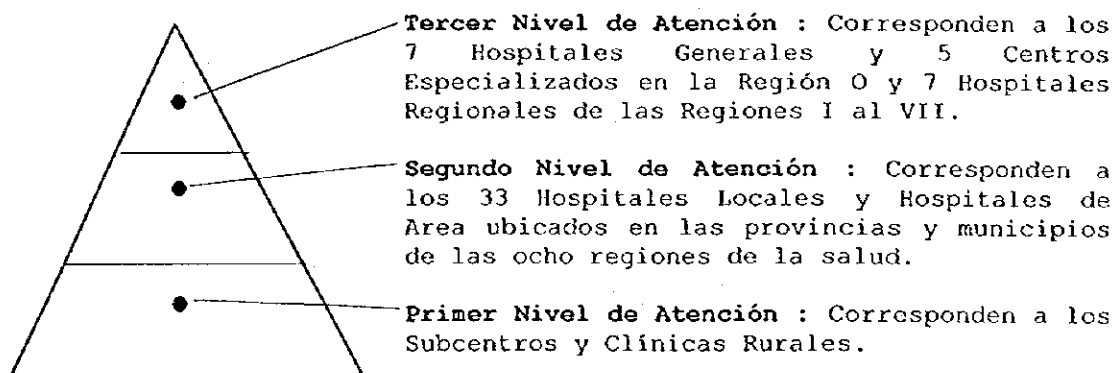 Tercer Nivel de Atención : Corresponden a los
7 Hospitales Generales y 5 Centros
Especializados en la Región O y 7 Hospitales
Regionales de las Regiones I al VII.
Segundo Nivel de Atención : Corresponden a
los 33 Hospitales Locales y Hospitales de
Area ubicados en las provincias y municipios
de las ocho regiones de la salud.
Primer Nivel de Atención : Corresponden a los
Subcentros y Clínicas Rurales.